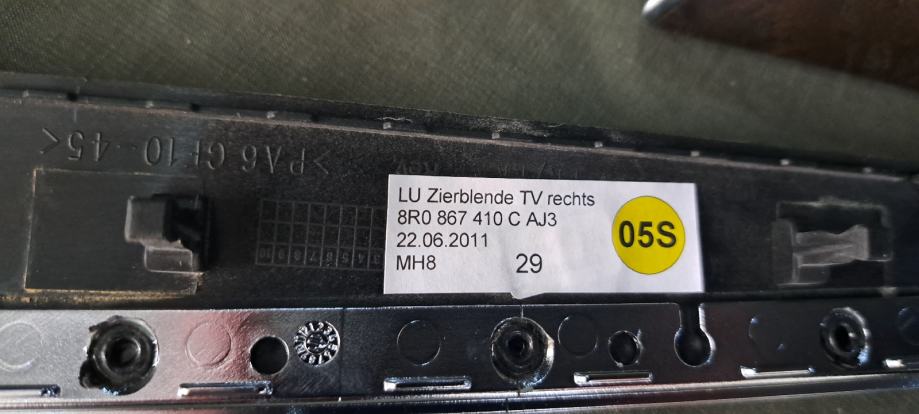 >PA6 GF10-45<
LU Zierblende TV rechts
8R0 867 410 C AJ3
22.06.2011
MH8 29
05S